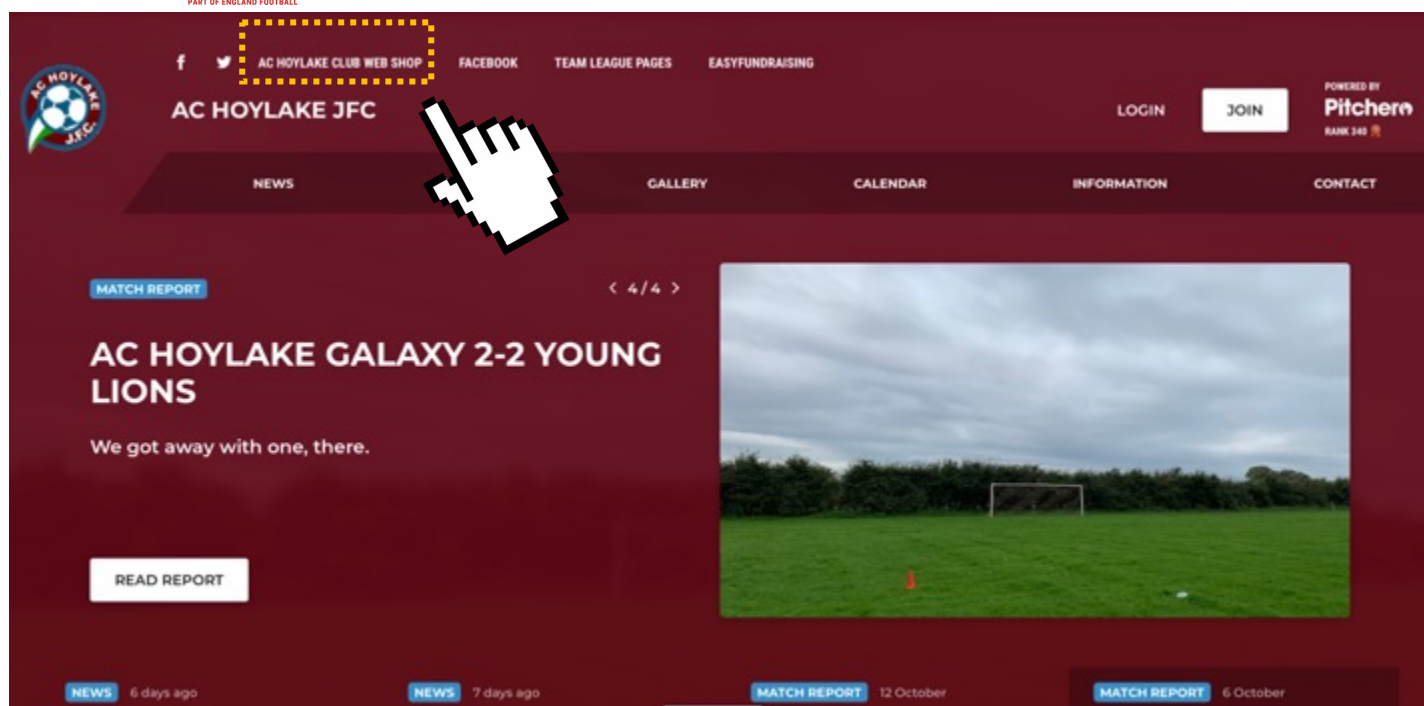 PART OF ENGLAND FOOTBALL
AC HOYLAKE CLUB WEB SHOP FACEBOOK TEAM LEAGUE PAGES EASYFUNDRAISING
AC HOYLAKE J.F.C.
AC HOYLAKE JFC
LOGIN JOIN
POWERED BY
Pitchero
RANK 340
NEWS GALLERY CALENDAR INFORMATION CONTACT
MATCH REPORT < 4/4 >
AC HOYLAKE GALAXY 2-2 YOUNG
LIONS
We got away with one, there.
READ REPORT
NEWS 6 days ago NEWS 7 days ago MATCH REPORT 12 October MATCH REPORT 6 October